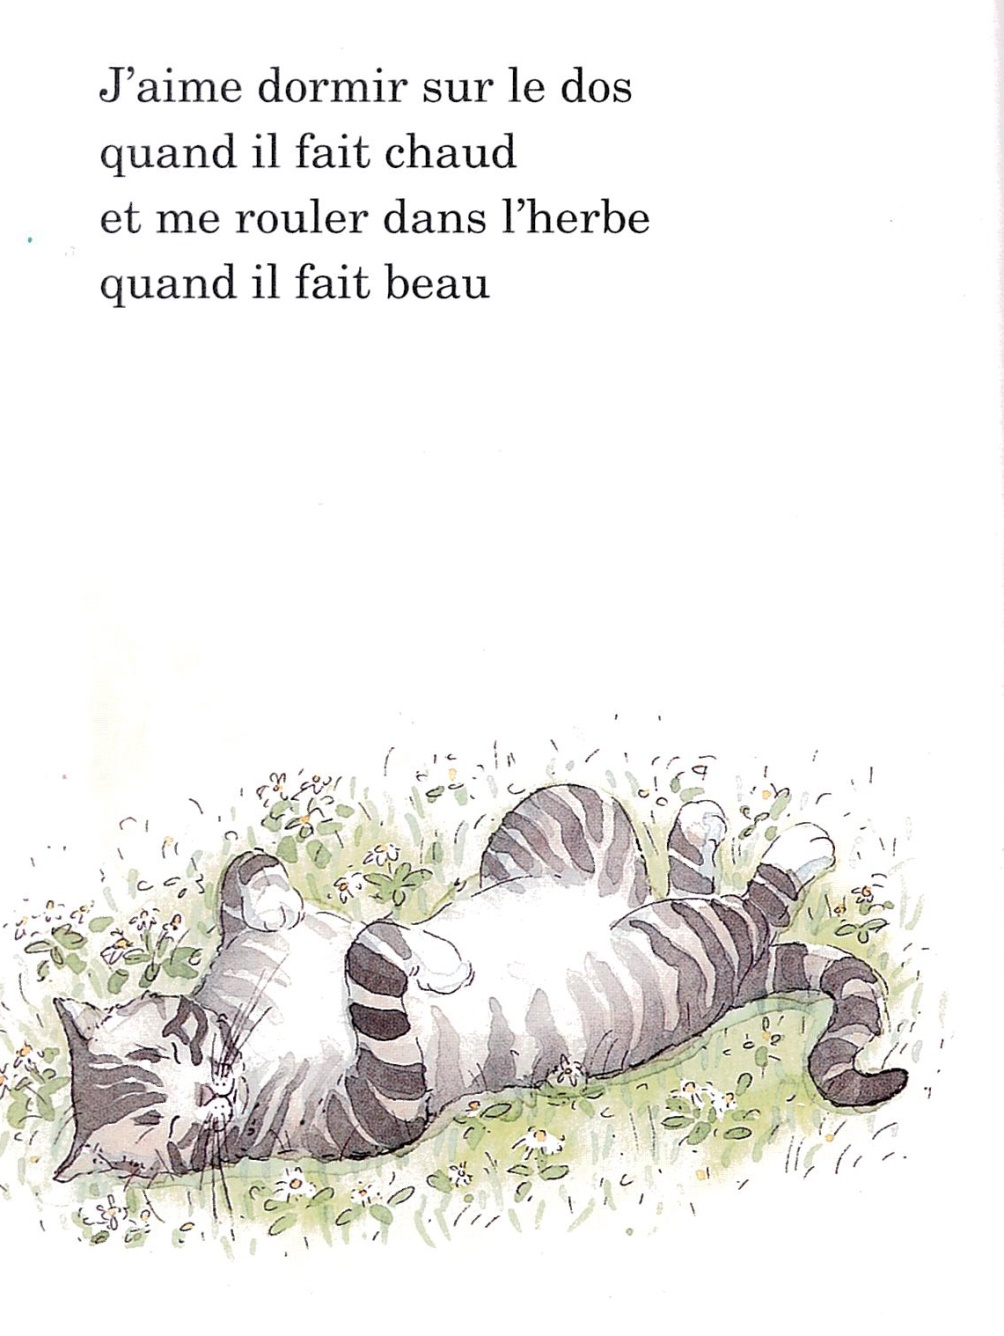 J’aime dormir sur le dos
quand il fait chaud
et me rouler dans l’herbe
quand il fait beau